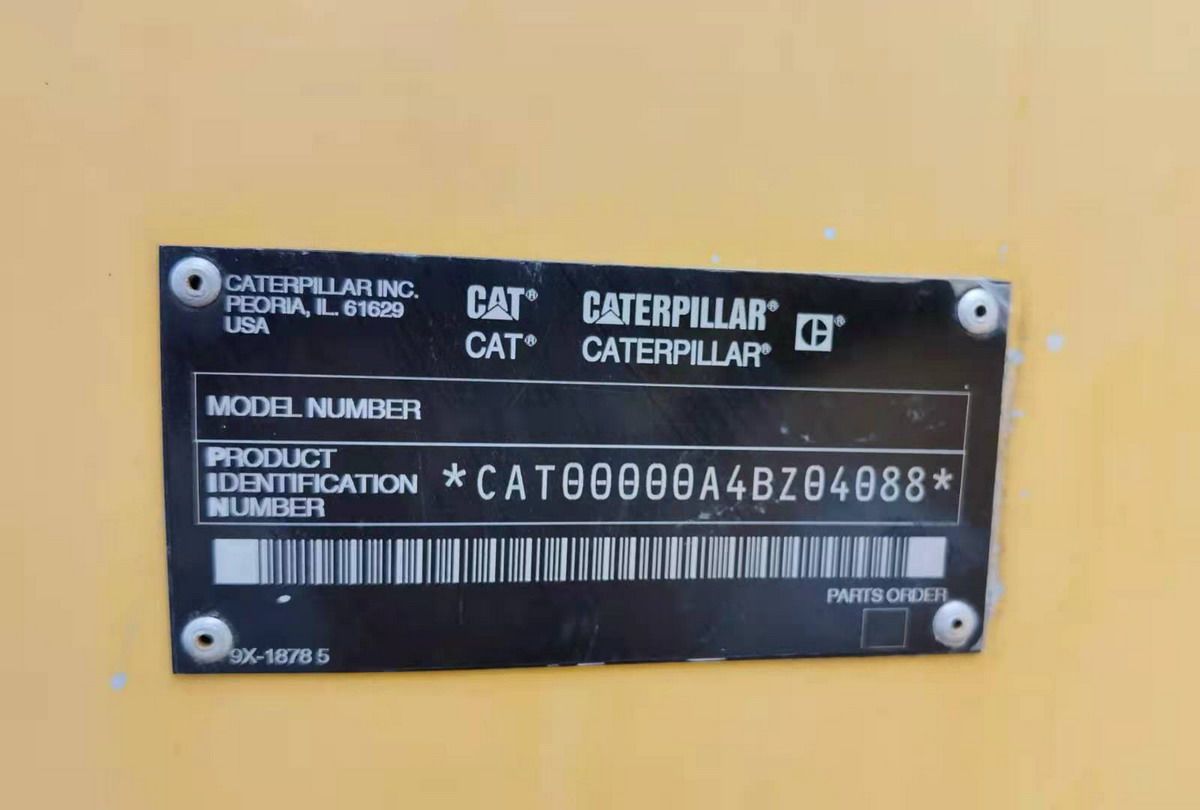 CATERPILLAR INC.
PEORIA, IL. 61629
USA
CAT®
CAT®
CATERPILLAR®
CATERPILLAR®
C®
MODEL NUMBER
PRODUCT
IDENTIFICATION
NUMBER
*CAT00000A4BZ04088*
PARTS ORDER
9X-1878 5